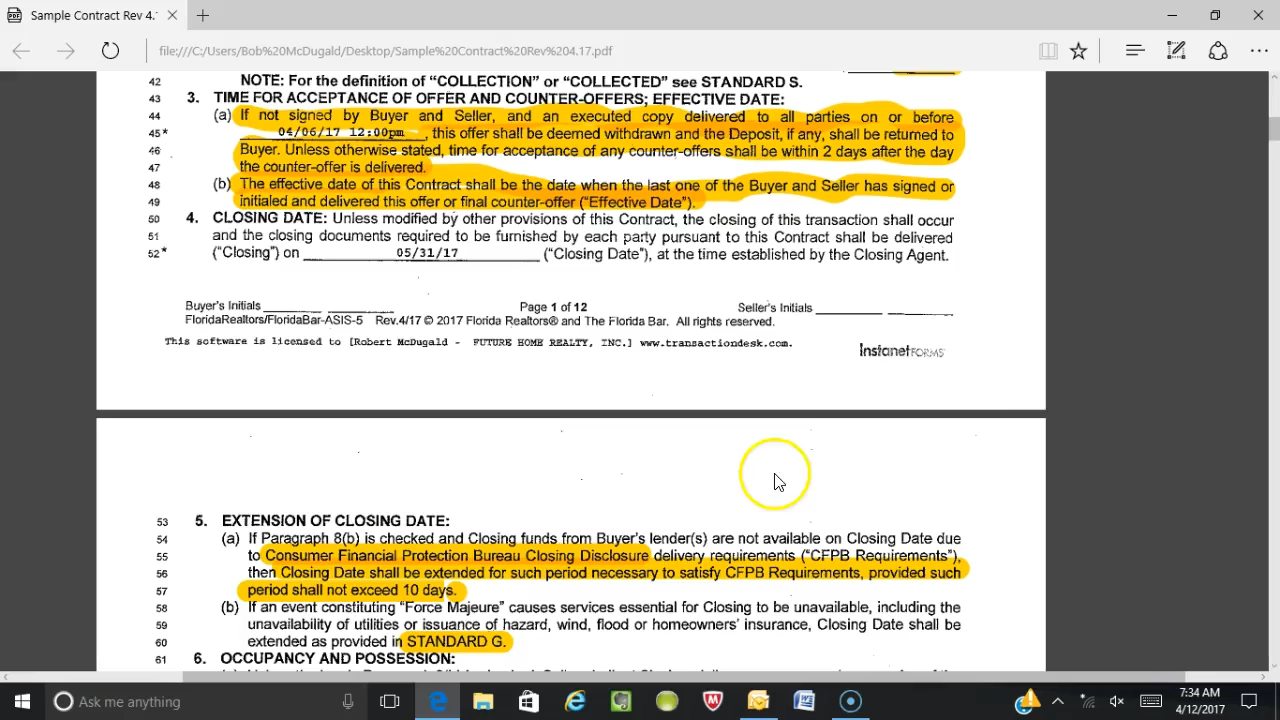 Sample Contract Rev 4.
file:///C:/Users/Bob%20McDugald/Desktop/Sample%20Contract%20Rev%204.17.pdf
42 NOTE: For the definition of "COLLECTION" or "COLLECTED" see STANDARD S.
43 3. TIME FOR ACCEPTANCE OF OFFER AND COUNTER-OFFERS; EFFECTIVE DATE:
44 (a) If not signed by Buyer and Seller, and an executed copy delivered to all parties on or before
45* 04/06/17 12:00pm, this offer shall be deemed withdrawn and the Deposit, if any, shall be returned to
46 Buyer. Unless otherwise stated, time for acceptance of any counter-offers shall be within 2 days after the day
47 the counter-offer is delivered.
48 (b) The effective date of this Contract shall be the date when the last one of the Buyer and Seller has signed or
49 initialed and delivered this offer or final counter-offer ("Effective Date").
50 4. CLOSING DATE: Unless modified by other provisions of this Contract, the closing of this transaction shall occur
51 and the closing documents required to be furnished by each party pursuant to this Contract shall be delivered
52* ("Closing") on 05/31/17 ("Closing Date"), at the time established by the Closing Agent.
Buyer's Initials Page 1 of 12 Seller's Initials
FloridaRealtors/FloridaBar-ASIS-5 Rev.4/17 © 2017 Florida Realtors® and The Florida Bar. All rights reserved.
This software is licensed to [Robert McDugald - FUTURE HOME REALTY, INC.] www.transactiondesk.com.
InstanetFORMS
53 5. EXTENSION OF CLOSING DATE:
54 (a) If Paragraph 8(b) is checked and Closing funds from Buyer's lender(s) are not available on Closing Date due
55 to Consumer Financial Protection Bureau Closing Disclosure delivery requirements ("CFPB Requirements"),
56 then Closing Date shall be extended for such period necessary to satisfy CFPB Requirements, provided such
57 period shall not exceed 10 days.
58 (b) If an event constituting "Force Majeure" causes services essential for Closing to be unavailable, including the
59 unavailability of utilities or issuance of hazard, wind, flood or homeowners' insurance, Closing Date shall be
60 extended as provided in STANDARD G.
61 6. OCCUPANCY AND POSSESSION:
Ask me anything
7:34 AM
4/12/2017